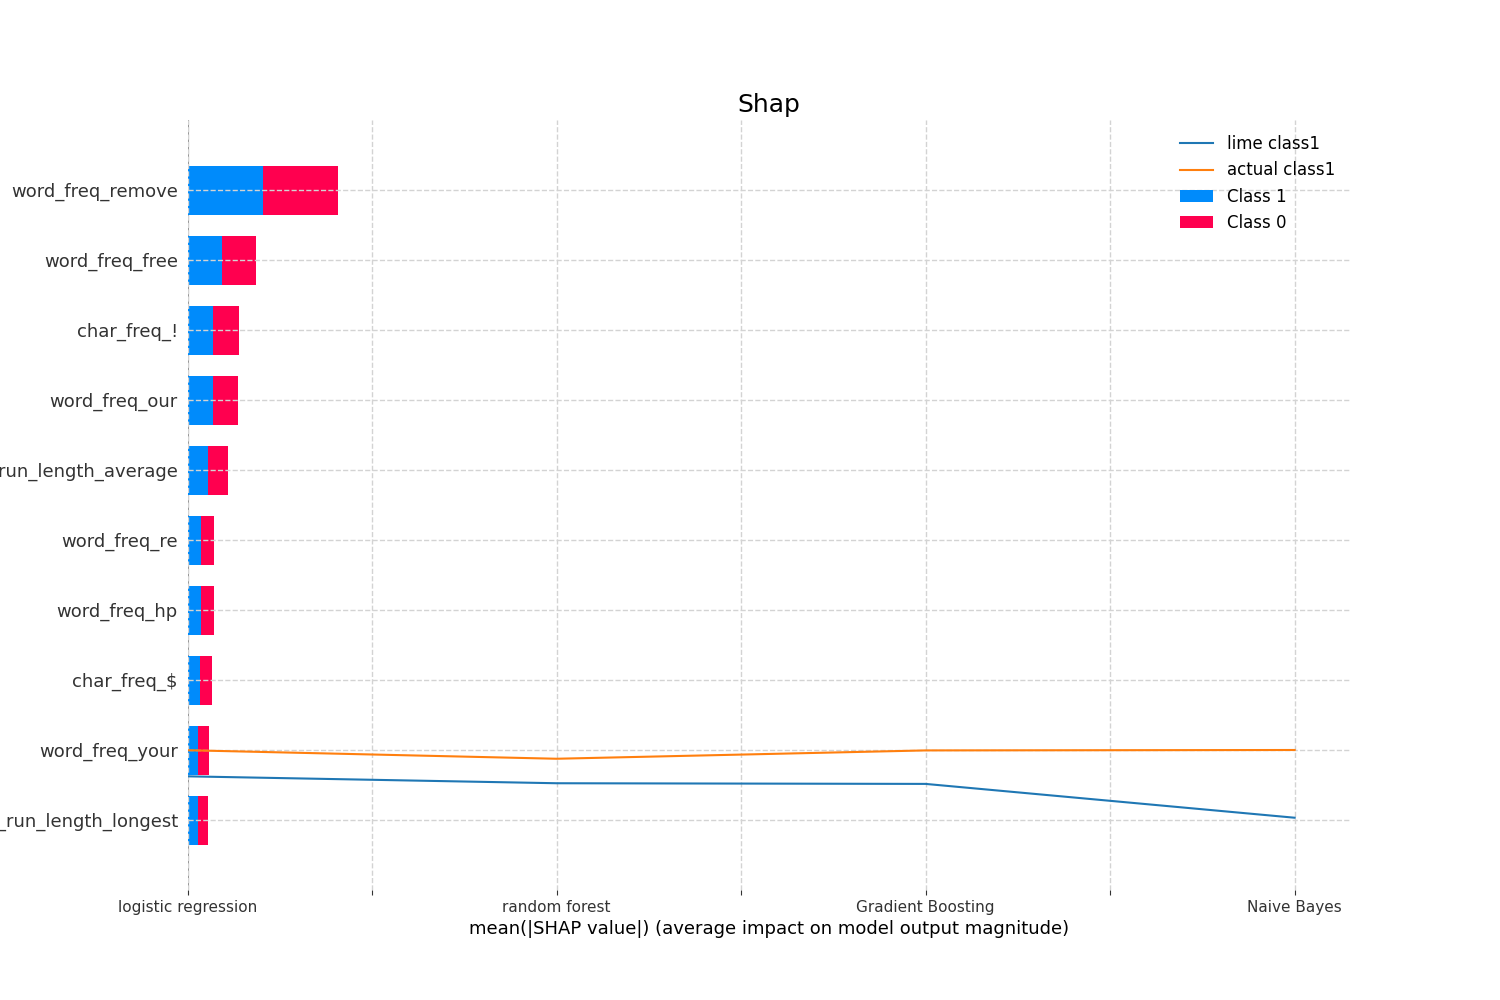 Shap
lime class1
actual class1
Class 1
Class 0
word_freq_remove
word_freq_free
char_freq_!
word_freq_our
run_length_average
word_freq_re
word_freq_hp
char_freq_$
word_freq_your
_run_length_longest
logistic regression
random forest
Gradient Boosting
Naive Bayes
mean(|SHAP value|) (average impact on model output magnitude)